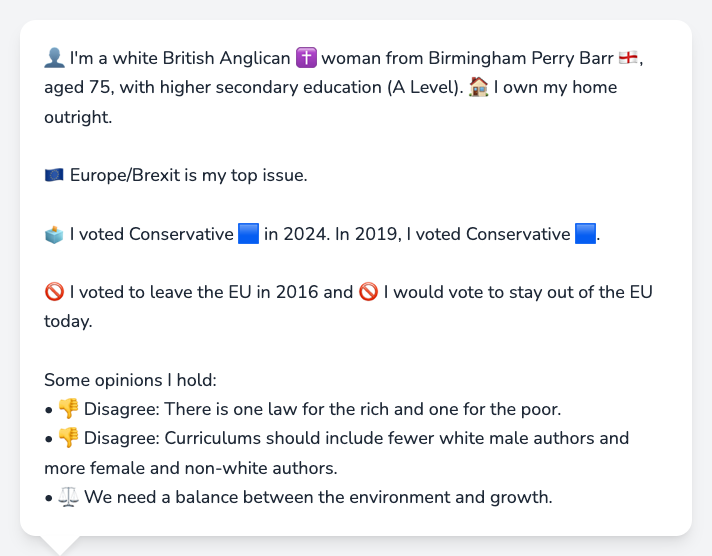 👤 I'm a white British Anglican ✝️ woman from Birmingham Perry Barr 🏴󠁧󠁢󠁥󠁮󠁧󠁿,
aged 75, with higher secondary education (A Level). 🏠 I own my home
outright.
🇪🇺 Europe/Brexit is my top issue.
🗳️ I voted Conservative 🟦 in 2024. In 2019, I voted Conservative 🟦.
🚫 I voted to leave the EU in 2016 and 🚫 I would vote to stay out of the EU
today.
Some opinions I hold:
• 👎 Disagree: There is one law for the rich and one for the poor.
• 👎 Disagree: Curriculums should include fewer white male authors and
more female and non-white authors.
• ⚖️ We need a balance between the environment and growth.